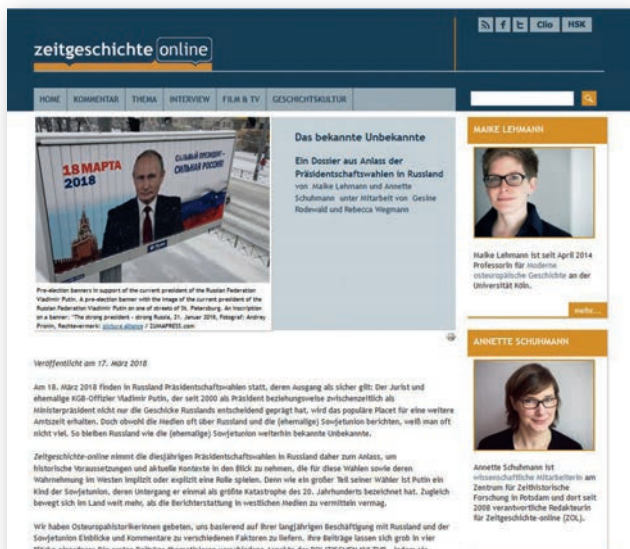 zeitgeschichte online
f
Clio
HSK
HOME
KOMMENTAR
THEMA
INTERVIEW
FILM & TV
GESCHICHTSKULTUR
18 МАРТА
2018
СИЛЬНЫЙ ПРЕЗИДЕНТ –
СИЛЬНАЯ РОССИЯ!
Pre-election banners in support of the current president of the Russian Federation
Vladimir Putin. A pre-election banner with the image of the current president of the
Russian Federation Vladimir Putin on one of streets of St. Petersburg. An inscription
on a banner: "The strong president - strong Russia, 21. Januar 2018, Fotograf: Andrey
Pronin, Rechtevermerk: picture alliance / ZUMAPRESS.com
Das bekannte Unbekannte
Ein Dossier aus Anlass der
Präsidentschaftswahlen in Russland
von Maike Lehmann und Annette
Schuhmann unter Mitarbeit von Gesine
Rodewald und Rebecca Wegmann
Veröffentlicht am 17. März 2018
Am 18. März 2018 finden in Russland Präsidentschaftswahlen statt, deren Ausgang als sicher gilt: Der Jurist und
ehemalige KGB-Offizier Vladimir Putin, der seit 2000 als Präsident beziehungsweise zwischenzeitlich als
Ministerpräsident nicht nur die Geschicke Russlands entscheidend geprägt hat, wird das populäre Placet für eine weitere
Amtszeit erhalten. Doch obwohl die Medien oft über Russland und die (ehemalige) Sowjetunion berichten, weiß man oft
nicht viel. So bleiben Russland wie die (ehemalige) Sowjetunion weiterhin bekannte Unbekannte.
Zeitgeschichte-online nimmt die diesjährigen Präsidentschaftswahlen in Russland daher zum Anlass, um
historische Voraussetzungen und aktuelle Kontexte in den Blick zu nehmen, die für diese Wahlen sowie deren
Wahrnehmung im Westen implizit oder explizit eine Rolle spielen. Denn wie ein großer Teil seiner Wähler ist Putin ein
Kind der Sowjetunion, deren Untergang er einmal als größte Katastrophe des 20. Jahrhunderts bezeichnet hat. Zugleich
bewegt sich im Land weit mehr, als die Berichterstattung in westlichen Medien zu vermitteln vermag.
Wir haben Osteuropahistorikerinnen gebeten, uns basierend auf ihrer langjährigen Beschäftigung mit Russland und der
Sowjetunion Einblicke und Kommentare zu verschiedenen Faktoren zu liefern. Ihre Beiträge lassen sich grob in vier
MAIKE LEHMANN
Maike Lehmann ist seit April 2014
Professorin für Moderne
osteuropäische Geschichte an der
Universität Köln.
mehr...
ANNETTE SCHUHMANN
Annette Schuhmann ist
wissenschaftliche Mitarbeiterin am
Zentrum für Zeithistorische
Forschung in Potsdam und dort seit
2008 verantwortliche Redakteurin
für Zeitgeschichte-online (ZOL).